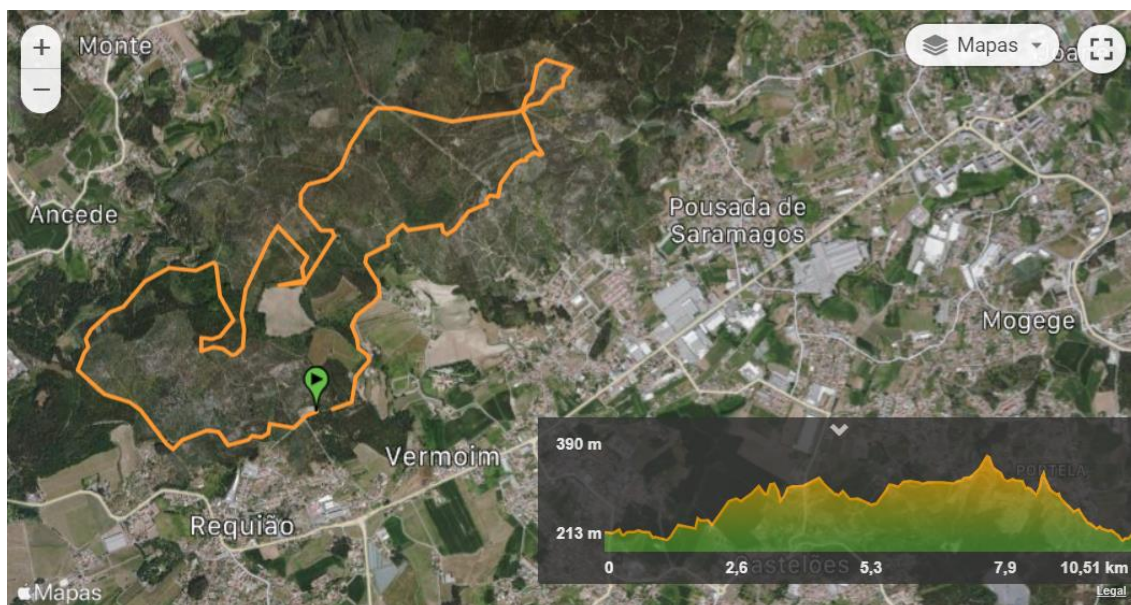 +
Monte
Mapas
Joane
−
Ancede
Pousada de
Saramagos
Mogege
Vermoim
Requião
390 m
PORTELA
213 m
Castelões
0
2,6
5,3
7,9
10,51 km
Mapas
Legal